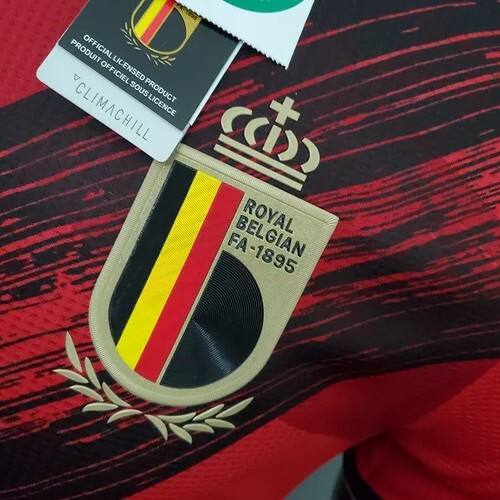 OFFICIAL LICENSED PRODUCT
PRODUIT OFFICIEL SOUS LICENCE
CLIMACHILL
ROYAL
BELGIAN
FA-1895